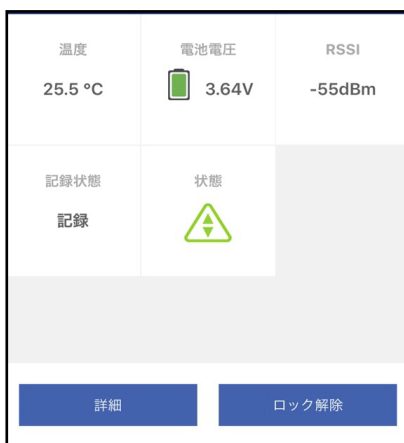 温度
25.5 °C
電池電圧
3.64V
RSSI
-55dBm
記録状態
記録
状態
詳細
ロック解除